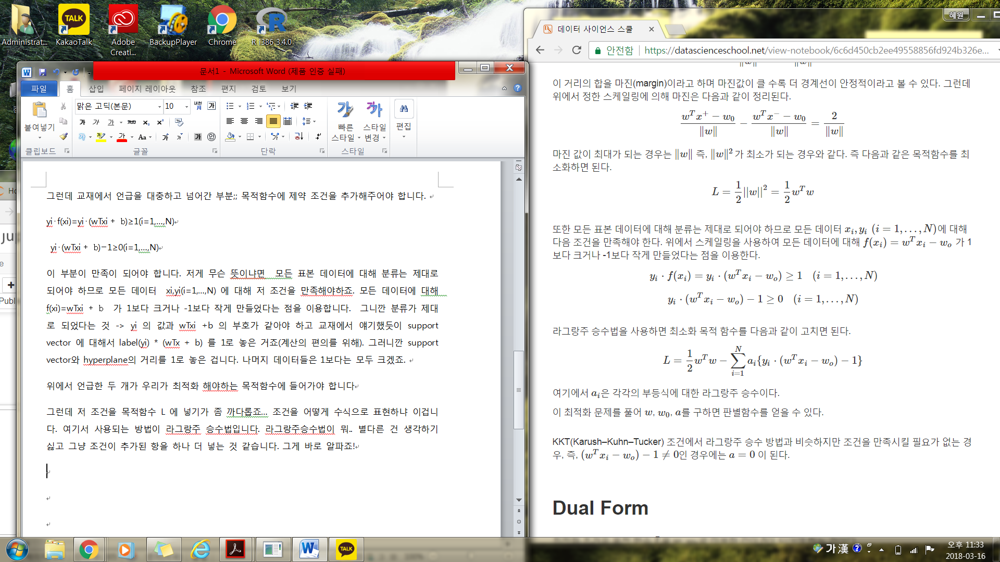 Administrat...
KakaoTalk
Adobe
Creati...
BackupPlayer
Chrome
R i386 3.4.0
TALK
혜원
데이터 사이언스 스쿨
안전함
https://datascienceschool.net/view-notebook/6c6d450cb2ee49558856fd924b326e...
문서1 - Microsoft Word (제품 인증 실패)
파일 홈 삽입 페이지 레이아웃 참조 편지 검토 보기
맑은 고딕(본문) 10
붙여넣기
빠른 스타일
스타일 변경
편집
클립보드 글꼴 단락 스타일
그런데 교재에서 언급을 대충하고 넘어간 부분;; 목적함수에 제약 조건을 추가해주어야 합니다.
yi·f(xi)=yi·(wTxi + b)≥1(i=1,...,N)
yi·(wTxi + b)−1≥0(i=1,...,N)
이 부분이 만족이 되어야 합니다. 저게 무슨 뜻이냐면 모든 표본 데이터에 대해 분류는 제대로
되어야 하므로 모든 데이터 xi,yi(i=1,...,N) 에 대해 저 조건을 만족해야하죠. 모든 데이터에 대해
f(xi)=wTxi + b 가 1보다 크거나 -1보다 작게 만들었다는 점을 이용합니다. 그니깐 분류가 제대
로 되었다는 것 -> yi 의 값과 wTxi +b 의 부호가 같아야 하고 교재에서 얘기했듯이 support
vector 에 대해서 label(yi) * (wTx + b) 를 1로 놓은 거죠(계산의 편의를 위해). 그러니깐 support
vector와 hyperplane의 거리를 1로 놓은 겁니다. 나머지 데이터들은 1보다는 모두 크겠죠.
위에서 언급한 두 개가 우리가 최적화 해야하는 목적함수에 들어가야 합니다
그런데 저 조건을 목적함수 L 에 넣기가 좀 까다롭죠... 조건을 어떻게 수식으로 표현하냐 이겁니
다. 여기서 사용되는 방법이 라그랑주 승수법입니다. 라그랑주승수법이 뭐.. 별다른 건 생각하기
싫고 그냥 조건이 추가된 항을 하나 더 넣는 것 같습니다. 그게 바로 알파죠!
이 거리의 합을 마진(margin)이라고 하며 마진값이 클 수록 더 경계선이 안정적이라고 볼 수 있다. 그런데
위에서 정한 스케일링에 의해 마진은 다음과 같이 정리된다.
(w^T x^+ − w_0)/‖w‖ − (w^T x^- − w_0)/‖w‖ = 2/‖w‖
마진 값이 최대가 되는 경우는 ‖w‖ 즉, ‖w‖² 가 최소가 되는 경우와 같다. 즉 다음과 같은 목적함수를 최
소화하면 된다.
L = 1/2 ||w||² = 1/2 w^T w
또한 모든 표본 데이터에 대해 분류는 제대로 되어야 하므로 모든 데이터 x_i, y_i (i = 1, . . . , N)에 대해
다음 조건을 만족해야 한다. 위에서 스케일링을 사용하여 모든 데이터에 대해 f(x_i) = w^T x_i − w_o 가 1
보다 크거나 -1보다 작게 만들었다는 점을 이용한다.
y_i · f(x_i) = y_i · (w^T x_i − w_o) ≥ 1 (i = 1, . . . , N)
y_i · (w^T x_i − w_o) − 1 ≥ 0 (i = 1, . . . , N)
라그랑주 승수법을 사용하면 최소화 목적 함수를 다음과 같이 고치면 된다.
L = 1/2 w^T w − ∑_{i=1}^{N} a_i{y_i · (w^T x_i − w_o) − 1}
여기에서 a_i은 각각의 부등식에 대한 라그랑주 승수이다.
이 최적화 문제를 풀어 w, w_0, a를 구하면 판별함수를 얻을 수 있다.
KKT(Karush–Kuhn–Tucker) 조건에서 라그랑주 승수 방법과 비슷하지만 조건을 만족시킬 필요가 없는 경
우, 즉, (w^T x_i − w_o) − 1 ≠ 0인 경우에는 a = 0 이 된다.
Dual Form
TALK
가 漢
오후 11:33
2018-03-16